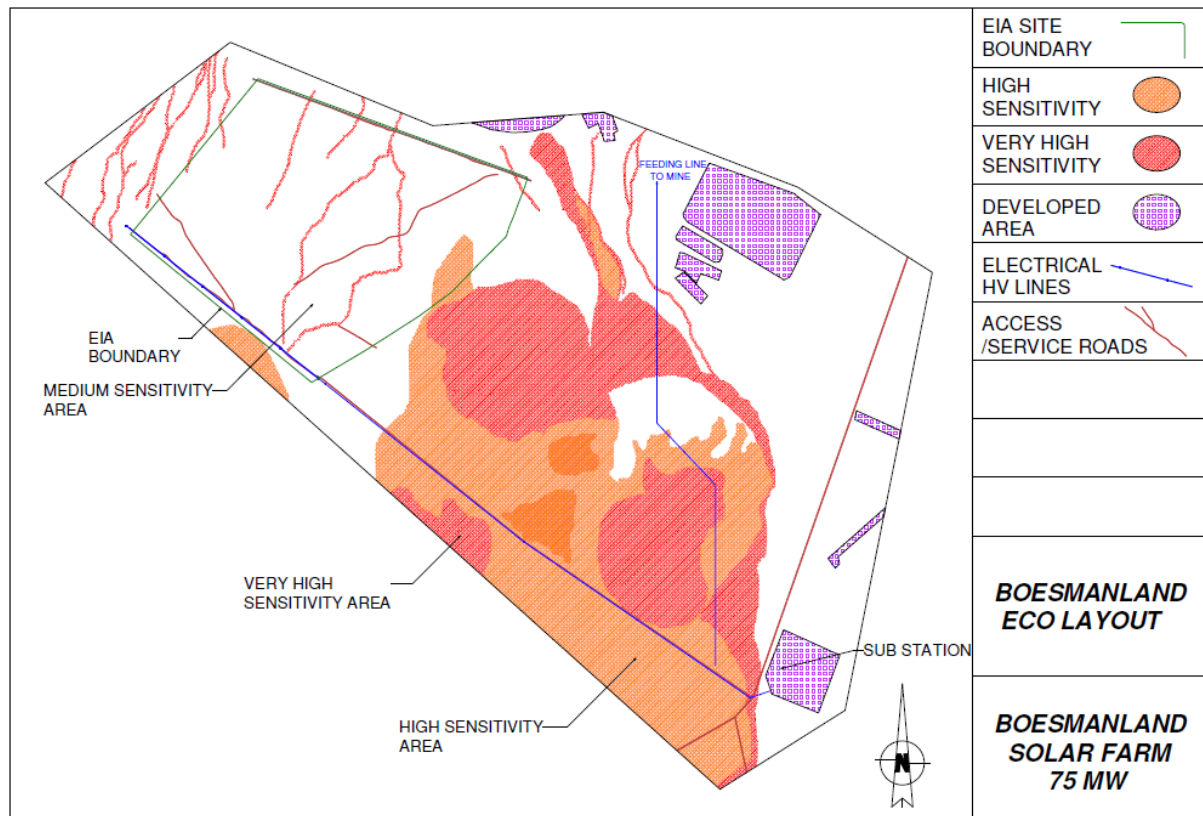 FEEDING LINE
TO MINE
EIA
BOUNDARY
MEDIUM SENSITIVITY
AREA
VERY HIGH
SENSITIVITY AREA
HIGH SENSITIVITY
AREA
SUB STATION
N
EIA SITE
BOUNDARY
HIGH
SENSITIVITY
VERY HIGH
SENSITIVITY
DEVELOPED
AREA
ELECTRICAL
HV LINES
ACCESS
/SERVICE ROADS
BOESMANLAND
ECO LAYOUT
BOESMANLAND
SOLAR FARM
75 MW